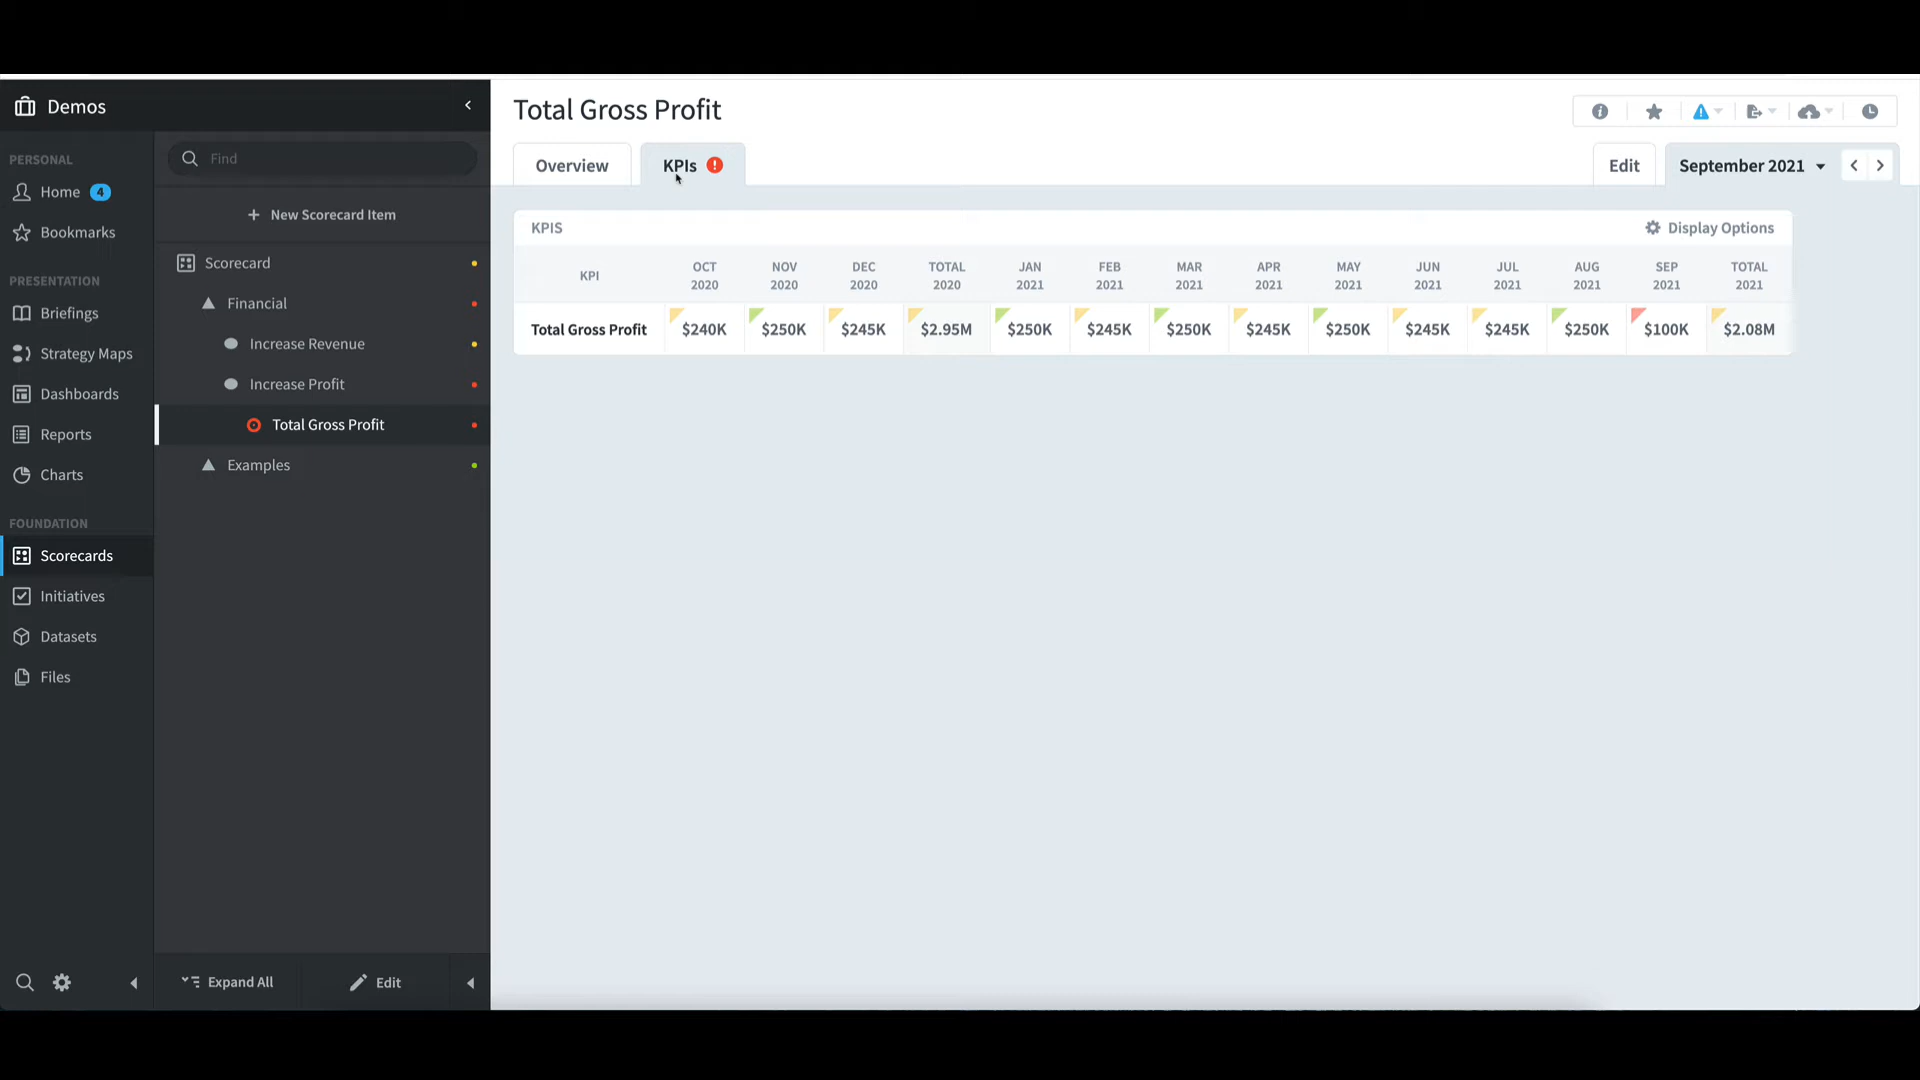 Demos
PERSONAL
Home 4
Bookmarks
PRESENTATION
Briefings
Strategy Maps
Dashboards
Reports
Charts
FOUNDATION
Scorecards
Initiatives
Datasets
Files
Find
+ New Scorecard Item
Scorecard
Financial
Increase Revenue
Increase Profit
Total Gross Profit
Examples
Expand All
Edit
Total Gross Profit
Overview
KPIs !
Edit
September 2021
KPIS
Display Options
KPI OCT 2020 NOV 2020 DEC 2020 TOTAL 2020 JAN 2021 FEB 2021 MAR 2021 APR 2021 MAY 2021 JUN 2021 JUL 2021 AUG 2021 SEP 2021 TOTAL 2021
Total Gross Profit $240K $250K $245K $2.95M $250K $245K $250K $245K $250K $245K $245K $250K $100K $2.08M